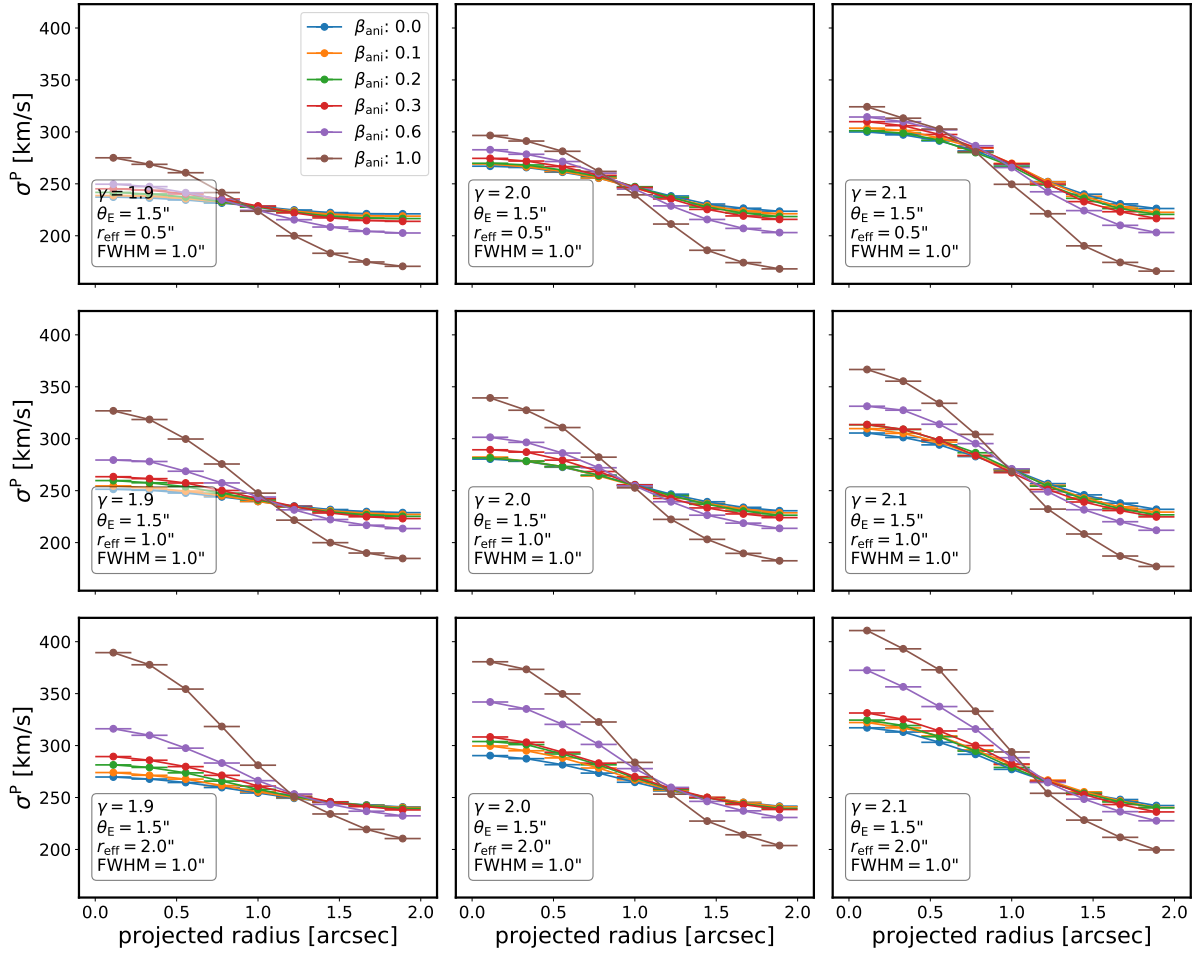 400
350
300
250
200
σᴾ [km/s]
β_ani: 0.0
β_ani: 0.1
β_ani: 0.2
β_ani: 0.3
β_ani: 0.6
β_ani: 1.0
γ = 1.9
θ_E = 1.5"
r_eff = 0.5"
FWHM = 1.0"
γ = 2.0
θ_E = 1.5"
r_eff = 0.5"
FWHM = 1.0"
γ = 2.1
θ_E = 1.5"
r_eff = 0.5"
FWHM = 1.0"
400
350
300
250
200
σᴾ [km/s]
γ = 1.9
θ_E = 1.5"
r_eff = 1.0"
FWHM = 1.0"
γ = 2.0
θ_E = 1.5"
r_eff = 1.0"
FWHM = 1.0"
γ = 2.1
θ_E = 1.5"
r_eff = 1.0"
FWHM = 1.0"
400
350
300
250
200
σᴾ [km/s]
γ = 1.9
θ_E = 1.5"
r_eff = 2.0"
FWHM = 1.0"
γ = 2.0
θ_E = 1.5"
r_eff = 2.0"
FWHM = 1.0"
γ = 2.1
θ_E = 1.5"
r_eff = 2.0"
FWHM = 1.0"
0.0 0.5 1.0 1.5 2.0
0.0 0.5 1.0 1.5 2.0
0.0 0.5 1.0 1.5 2.0
projected radius [arcsec]
projected radius [arcsec]
projected radius [arcsec]